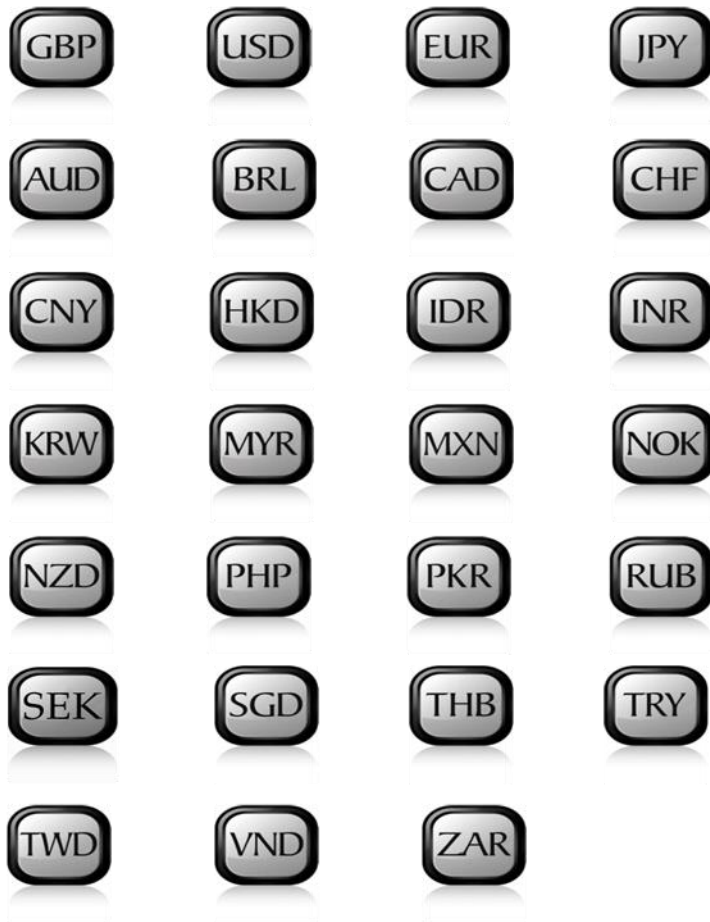 GBP USD EUR JPY
AUD BRL CAD CHF
CNY HKD IDR INR
KRW MYR MXN NOK
NZD PHP PKR RUB
SEK SGD THB TRY
TWD VND ZAR